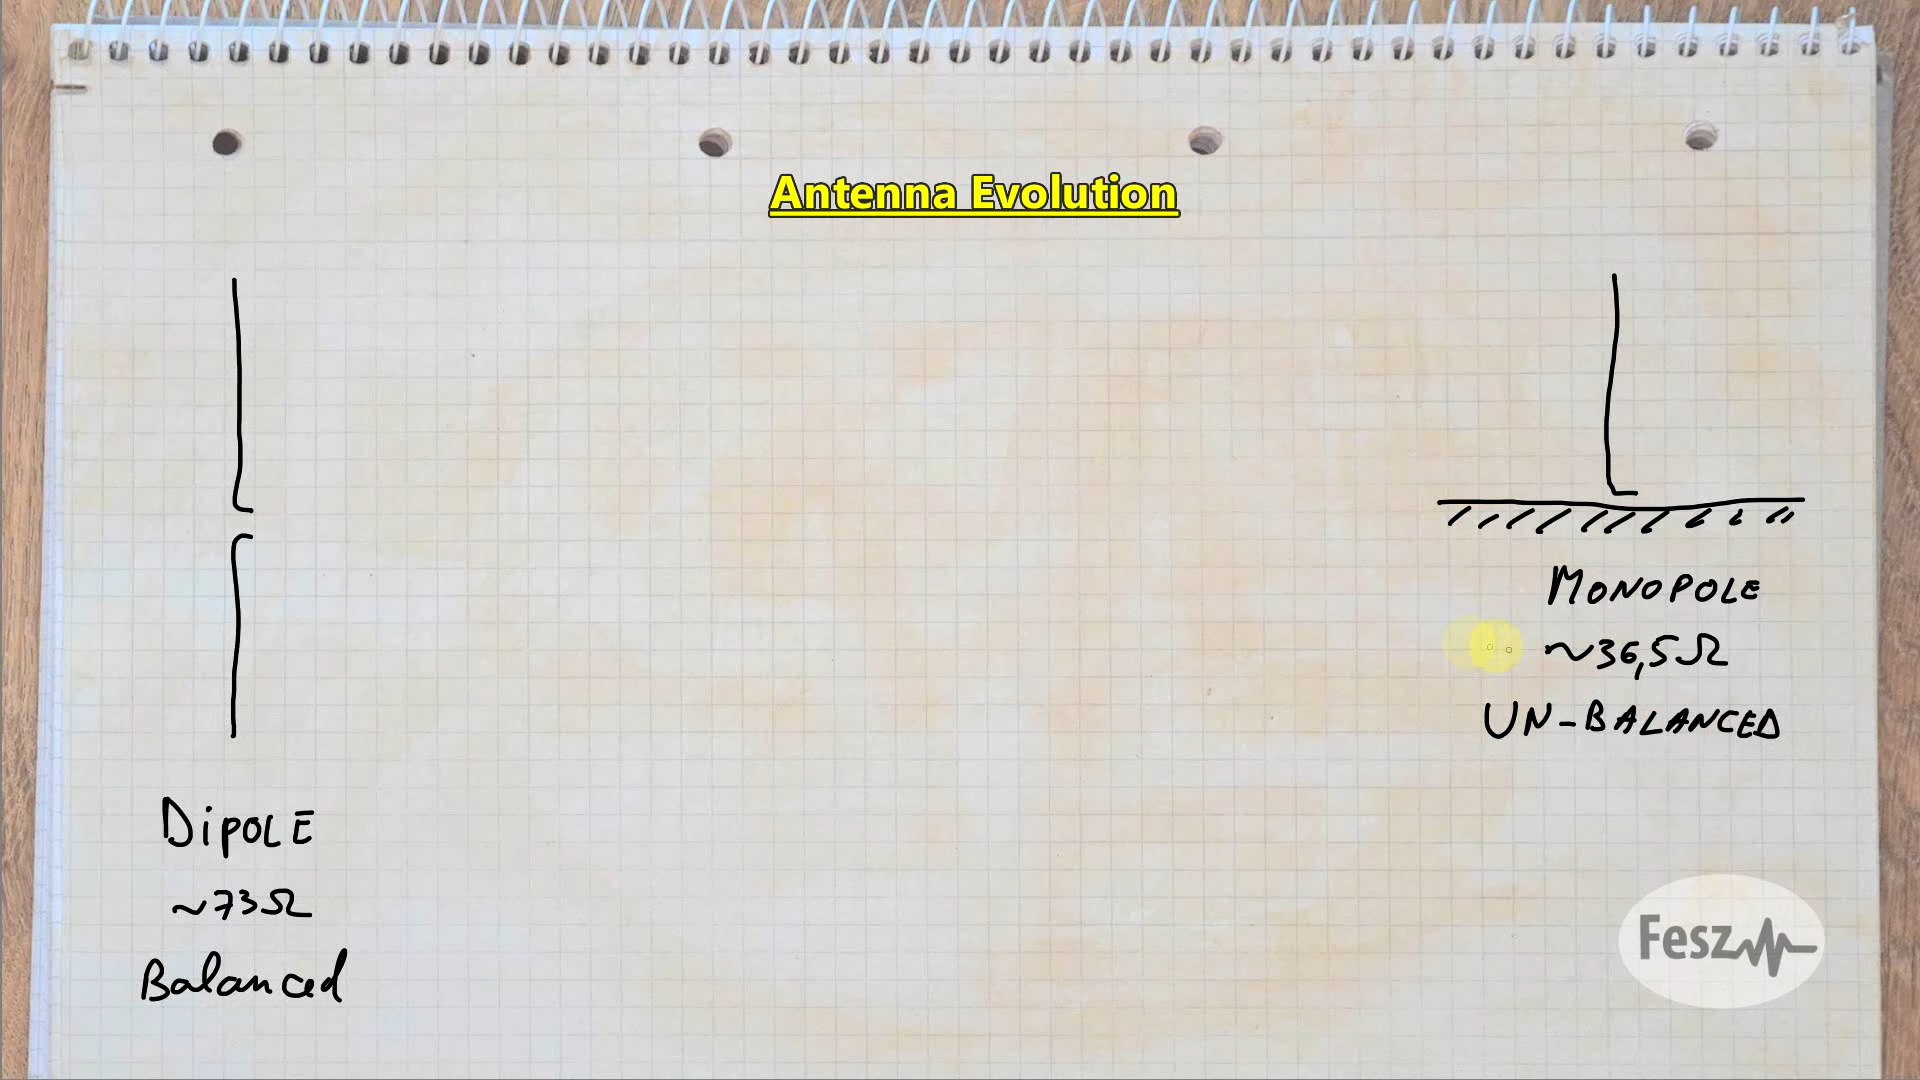 Antenna Evolution
DiPOLE
~73Ω
Balanced
MONOPOLE
~36,5Ω
UN-BALANCED
Fesz